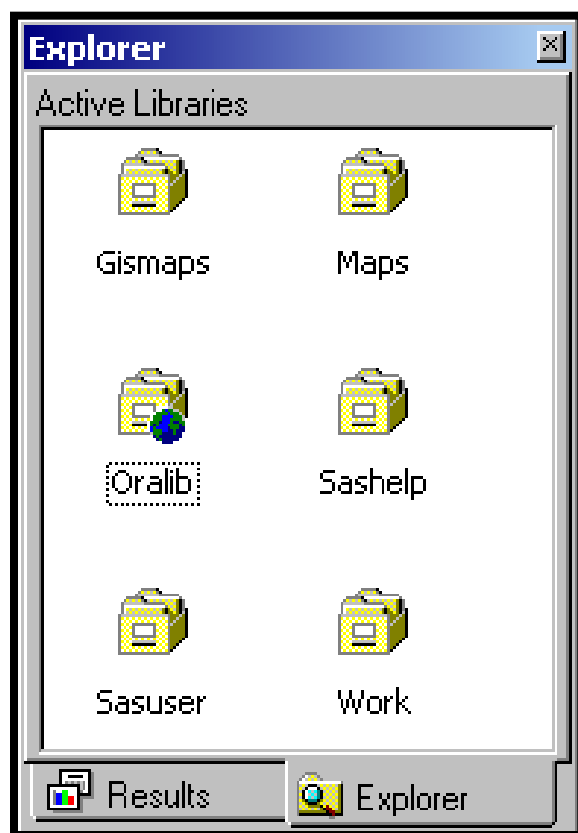 Explorer
Active Libraries
Gismaps Maps
Oralib Sashelp
Sasuser Work
Results Explorer